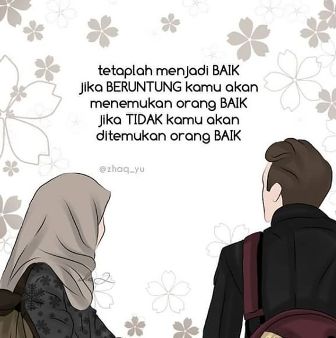 tetaplah menjadi BAIK
jika BERUNTUNG kamu akan
menemukan orang BAIK
jika TIDAK kamu akan
ditemukan orang BAIK
@zhaq_yu